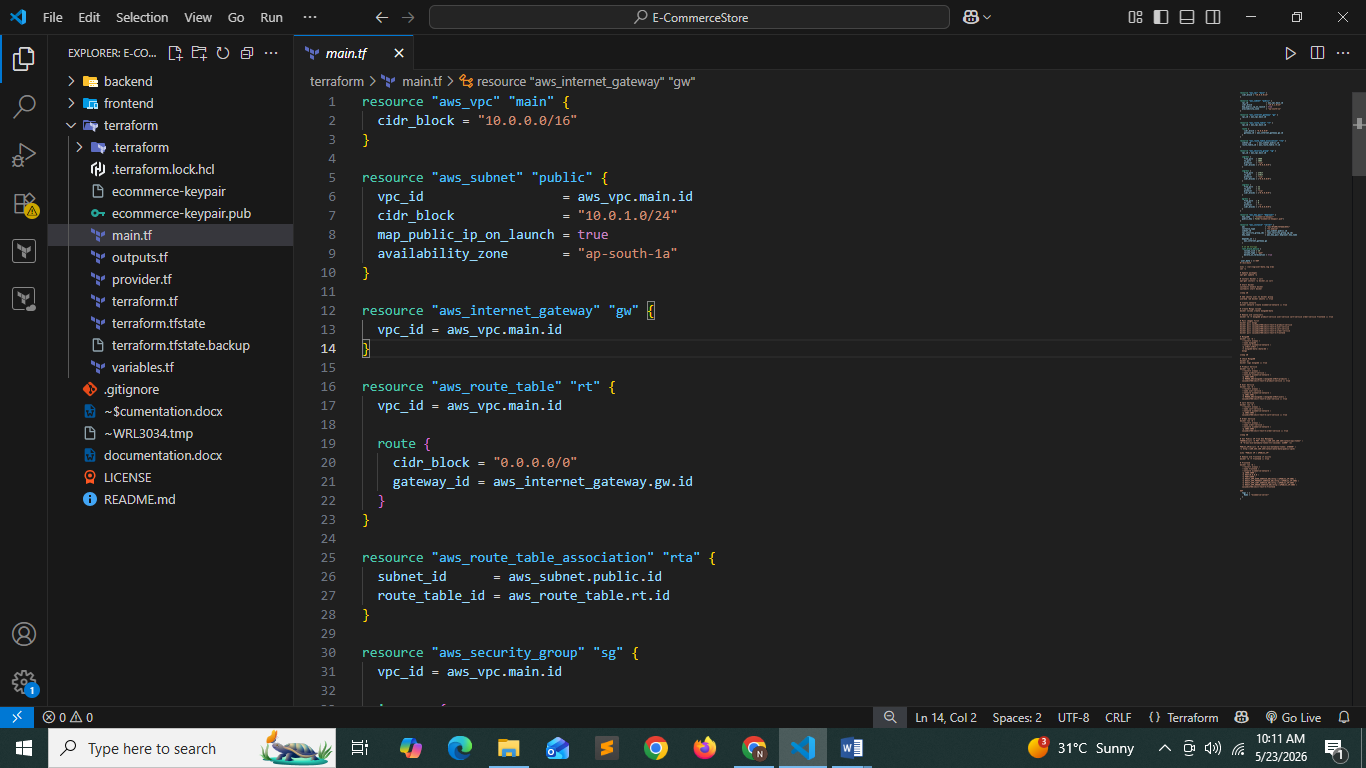 File Edit Selection View Go Run ··· E-CommerceStore
EXPLORER: E-CO... ···
backend
frontend
terraform
.terraform
.terraform.lock.hcl
ecommerce-keypair
ecommerce-keypair.pub
main.tf
outputs.tf
provider.tf
terraform.tf
terraform.tfstate
terraform.tfstate.backup
variables.tf
.gitignore
~$cumentation.docx
~WRL3034.tmp
documentation.docx
LICENSE
README.md
1
main.tf
terraform > main.tf > resource "aws_internet_gateway" "gw"
1 resource "aws_vpc" "main" {
2 cidr_block = "10.0.0.0/16"
3 }
4
5 resource "aws_subnet" "public" {
6 vpc_id = aws_vpc.main.id
7 cidr_block = "10.0.1.0/24"
8 map_public_ip_on_launch = true
9 availability_zone = "ap-south-1a"
10 }
11
12 resource "aws_internet_gateway" "gw" {
13 vpc_id = aws_vpc.main.id
14 }
15
16 resource "aws_route_table" "rt" {
17 vpc_id = aws_vpc.main.id
18
19 route {
20 cidr_block = "0.0.0.0/0"
21 gateway_id = aws_internet_gateway.gw.id
22 }
23 }
24
25 resource "aws_route_table_association" "rta" {
26 subnet_id = aws_subnet.public.id
27 route_table_id = aws_route_table.rt.id
28 }
29
30 resource "aws_security_group" "sg" {
31 vpc_id = aws_vpc.main.id
32
0 0 Ln 14, Col 2 Spaces: 2 UTF-8 CRLF {} Terraform Go Live
Type here to search 3 31°C Sunny 10:11 AM
5/23/2026 1